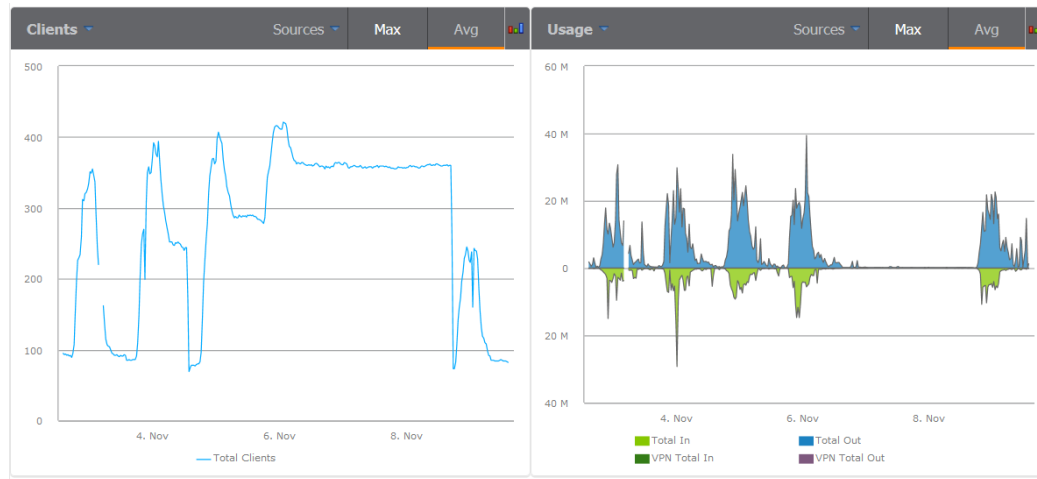 Clients Sources Max Avg
500
400
300
200
100
0
4. Nov 6. Nov 8. Nov
Total Clients
Usage Sources Max Avg
60 M
40 M
20 M
0
20 M
40 M
4. Nov 6. Nov 8. Nov
Total In Total Out
VPN Total In VPN Total Out